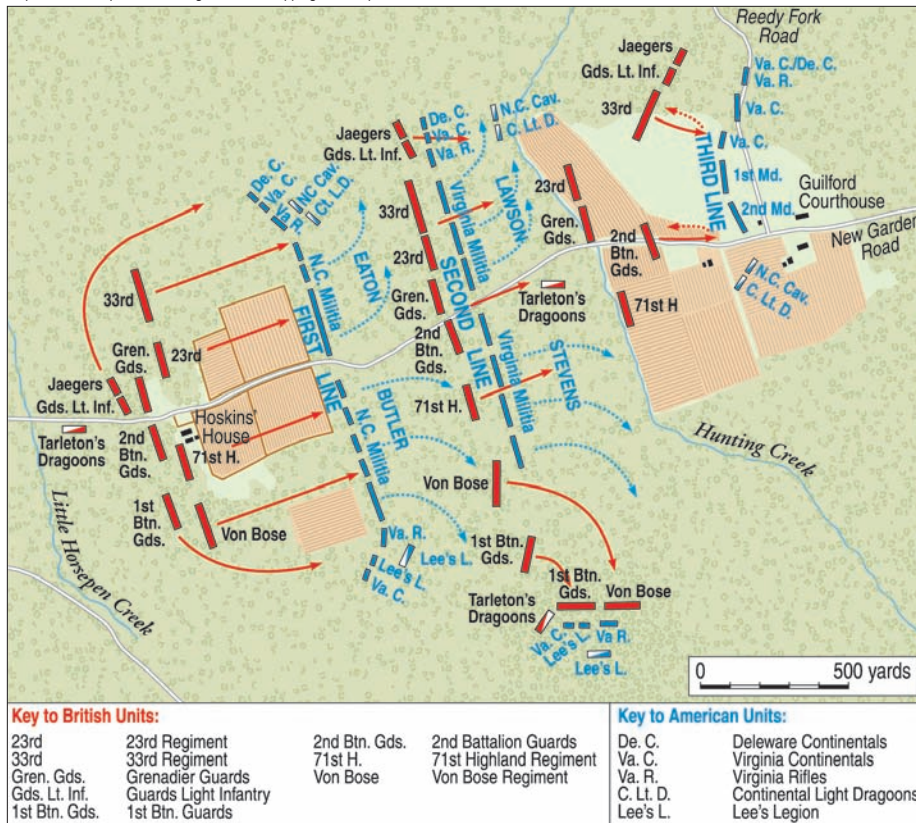 Reedy Fork
Road
Jaegers
Gds. Lt. Inf.
33rd
Va. C./De. C.
Va. R.
Va. C.
Va. C.
1st Md.
2nd Md.
THIRD LINE
Guilford
Courthouse
New Garden
Road
N.C. Cav.
C. Lt. D.
De. C.
Va. C.
Va. R.
N.C. Cav.
C. Lt. D.
Jaegers
Gds. Lt. Inf.
De. C.
Va. C.
Va. R.
NC Cav.
Ct. L.D.
33rd
23rd
Gren.
Gds.
2nd
Btn.
Gds.
71st H.
Virginia Militia
LAWSON
SECOND
LINE
Virginia Militia
STEVENS
Tarleton's
Dragoons
23rd
Gren.
Gds.
2nd
Btn.
Gds.
71st H
N.C. Militia
EATON
FIRST
LINE
BUTLER
N.C. Militia
33rd
Gren.
Gds.
23rd
Jaegers
Gds. Lt. Inf.
Tarleton's
Dragoons
2nd
Btn.
Gds.
Hoskins'
House
71st H.
1st
Btn.
Gds.
Von Bose
Va. R.
Lee's L.
Lee's L.
Va. C.
Von Bose
1st Btn.
Gds.
1st Btn.
Gds.
Von Bose
Tarleton's
Dragoons
Va. C.
Lee's L.
Va R.
Lee's L.
Hunting Creek
Little Horsepen Creek
0 500 yards
Key to British Units:
23rd 23rd Regiment
33rd 33rd Regiment
Gren. Gds. Grenadier Guards
Gds. Lt. Inf. Guards Light Infantry
1st Btn. Gds. 1st Btn. Guards
2nd Btn. Gds. 2nd Battalion Guards
71st H. 71st Highland Regiment
Von Bose Von Bose Regiment
Key to American Units:
De. C. Deleware Continentals
Va. C. Virginia Continentals
Va. R. Virginia Rifles
C. Lt. D. Continental Light Dragoons
Lee's L. Lee's Legion